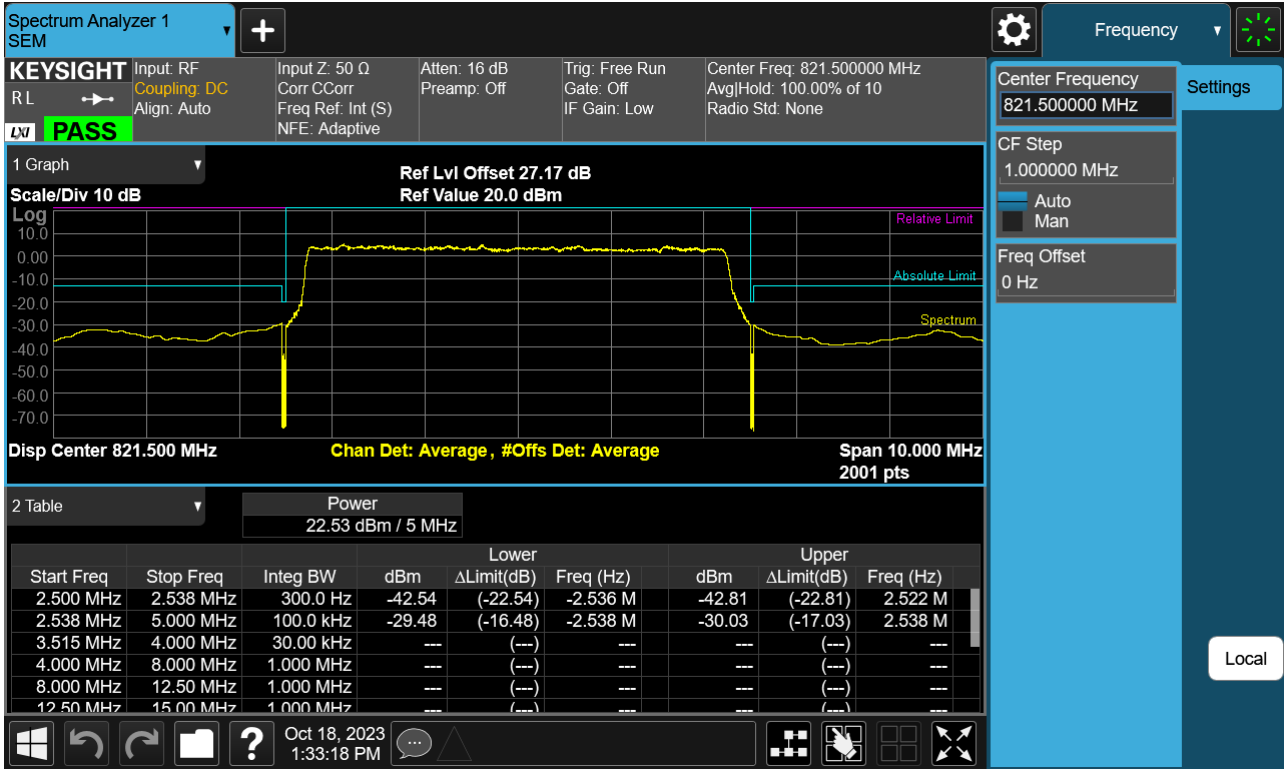 Spectrum Analyzer 1
SEM
+
Frequency
KEYSIGHT
R L
LXI PASS
Input: RF
Coupling: DC
Align: Auto
Input Z: 50 Ω
Corr CCorr
Freq Ref: Int (S)
NFE: Adaptive
Atten: 16 dB
Preamp: Off
Trig: Free Run
Gate: Off
IF Gain: Low
Center Freq: 821.500000 MHz
Avg|Hold: 100.00% of 10
Radio Std: None
Center Frequency
821.500000 MHz
Settings
CF Step
1.000000 MHz
Auto
Man
Freq Offset
0 Hz
Local
1 Graph
Scale/Div 10 dB
Ref Lvl Offset 27.17 dB
Ref Value 20.0 dBm
Log
10.0
0.00
-10.0
-20.0
-30.0
-40.0
-50.0
-60.0
-70.0
Relative Limit
Absolute Limit
Spectrum
Disp Center 821.500 MHz Chan Det: Average , #Offs Det: Average Span 10.000 MHz
2001 pts
2 Table
Power
22.53 dBm / 5 MHz
Lower Upper
Start Freq Stop Freq Integ BW dBm ΔLimit(dB) Freq (Hz) dBm ΔLimit(dB) Freq (Hz)
2.500 MHz 2.538 MHz 300.0 Hz -42.54 (-22.54) -2.536 M -42.81 (-22.81) 2.522 M
2.538 MHz 5.000 MHz 100.0 kHz -29.48 (-16.48) -2.538 M -30.03 (-17.03) 2.538 M
3.515 MHz 4.000 MHz 30.00 kHz --- (---) --- --- (---) ---
4.000 MHz 8.000 MHz 1.000 MHz --- (---) --- --- (---) ---
8.000 MHz 12.50 MHz 1.000 MHz --- (---) --- --- (---) ---
12.50 MHz 15.00 MHz 1.000 MHz --- (---) --- --- (---) ---
?
Oct 18, 2023
1:33:18 PM